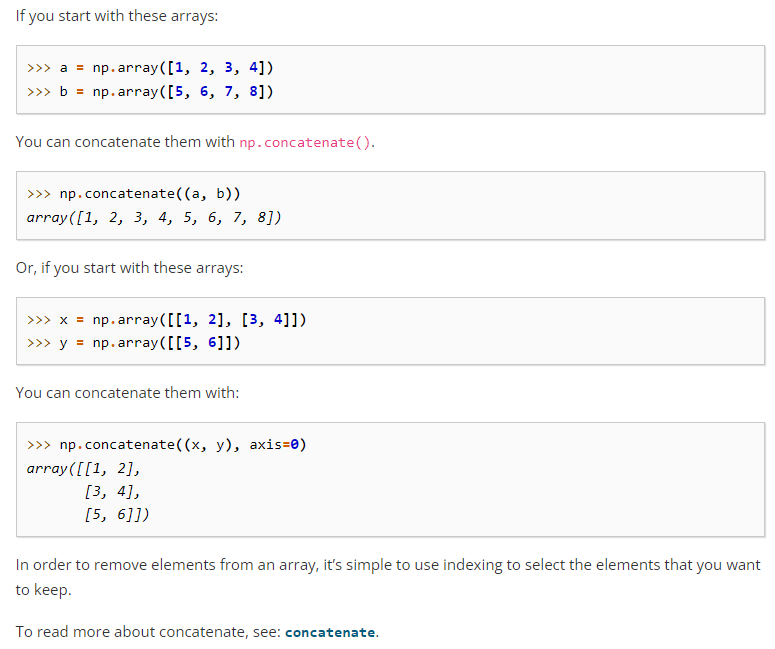 If you start with these arrays:
>>> a = np.array([1, 2, 3, 4])
>>> b = np.array([5, 6, 7, 8])
You can concatenate them with np.concatenate().
>>> np.concatenate((a, b))
array([1, 2, 3, 4, 5, 6, 7, 8])
Or, if you start with these arrays:
>>> x = np.array([[1, 2], [3, 4]])
>>> y = np.array([[5, 6]])
You can concatenate them with:
>>> np.concatenate((x, y), axis=0)
array([[1, 2],
       [3, 4],
       [5, 6]])
In order to remove elements from an array, it’s simple to use indexing to select the elements that you want
to keep.
To read more about concatenate, see: concatenate.